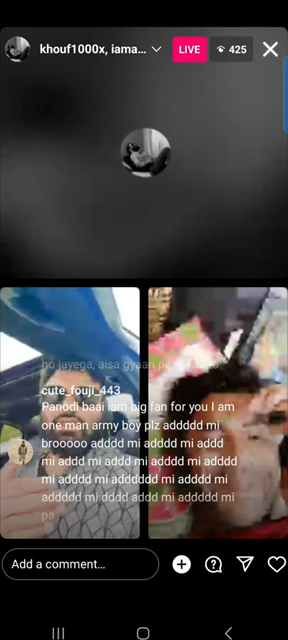 khouf1000x, iama...
LIVE
425
ho jayega, aisa gyaan
cute_fouji_443
Panodi baai iam big fan for you I am
one man army boy plz addddd mi
brooooo adddd mi adddd mi addd
mi addd mi addd mi adddd mi adddd
mi adddd mi addddddd mi adddd mi
addddd mi dddd addd mi addddd mi
pa
Add a comment...